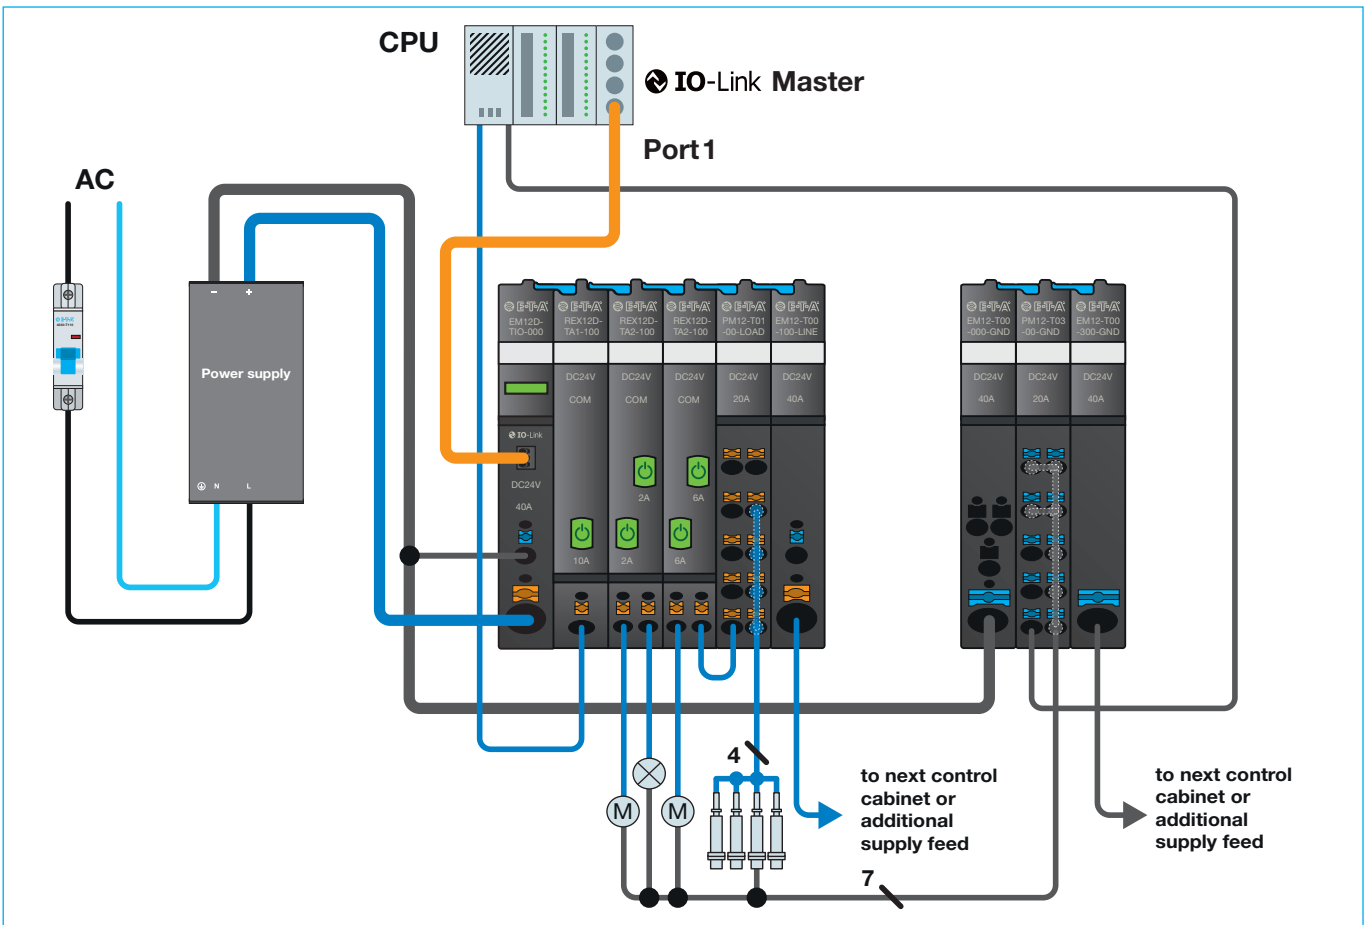 CPU
IO-Link Master
Port 1
AC
E-T-A
Power supply
- +
N L
E-T-A E-T-A E-T-A E-T-A E-T-A E-T-A
EM12D- REX12D- REX12D- REX12D- PM12-T01 EM12-T00
TIO-000 TA1-100 TA2-100 TA2-100 -00-LOAD -100-LINE
DC24V DC24V DC24V DC24V DC24V
COM COM COM 20A 40A
IO-Link
DC24V
40A
2A 6A
10A 2A 6A
E-T-A E-T-A E-T-A
EM12-T00 PM12-T03 EM12-T00
-000-GND -00-GND -300-GND
DC24V DC24V DC24V
40A 20A 40A
M M
4
to next control
cabinet or
additional
supply feed
to next control
cabinet or
additional
supply feed
7